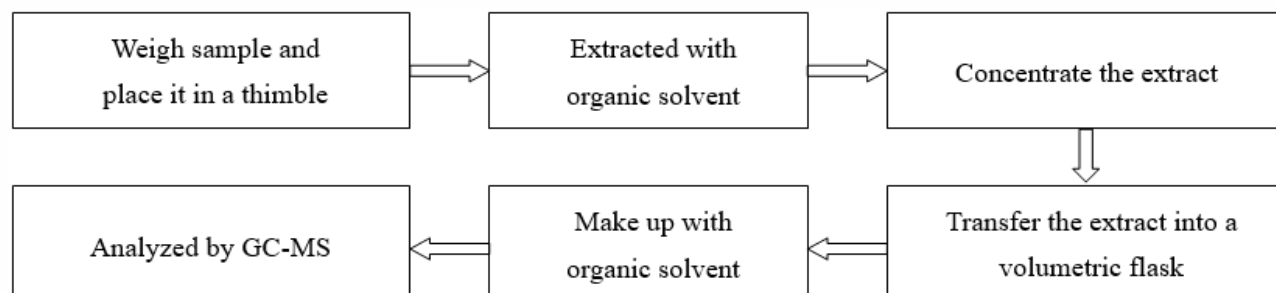 Weigh sample and
place it in a thimble
Extracted with
organic solvent
Concentrate the extract
Transfer the extract into a
volumetric flask
Make up with
organic solvent
Analyzed by GC-MS